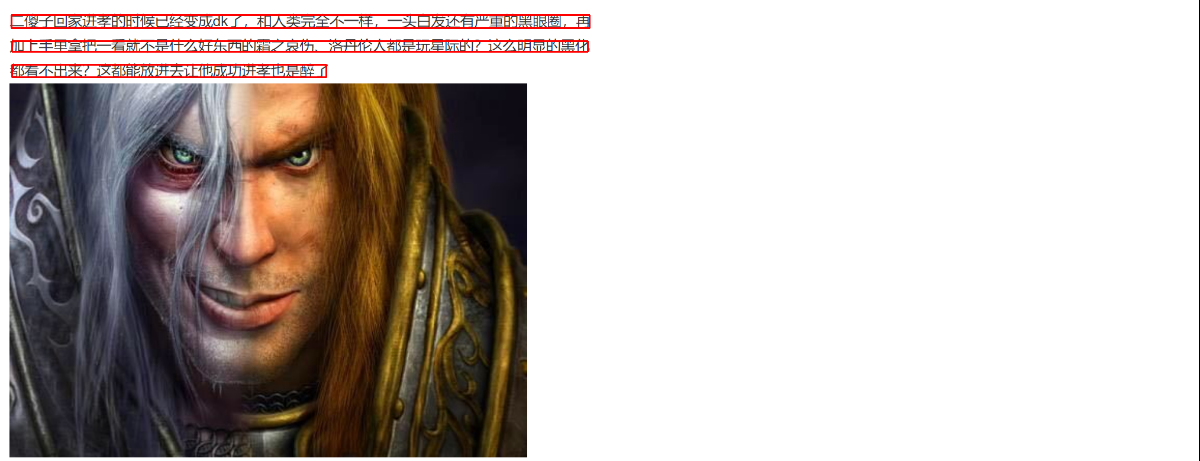 二傻子回家进孝的时候已经变成dk了，和人类完全不一样，一头白发还有严重的黑眼圈，再
加上手里拿把一看就不是什么好东西的霜之哀伤，洛丹伦人都是玩星际的？这么明显的黑化
都看不出来？这都能放进去让他成功进孝也是醉了